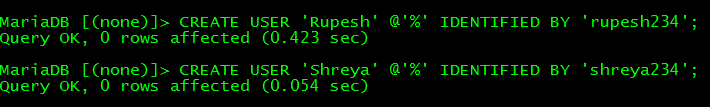 MariaDB [(none)]> CREATE USER 'Rupesh' @'%' IDENTIFIED BY 'rupesh234';
Query OK, 0 rows affected (0.423 sec)
MariaDB [(none)]> CREATE USER 'Shreya' @'%' IDENTIFIED BY 'shreya234';
Query OK, 0 rows affected (0.054 sec)